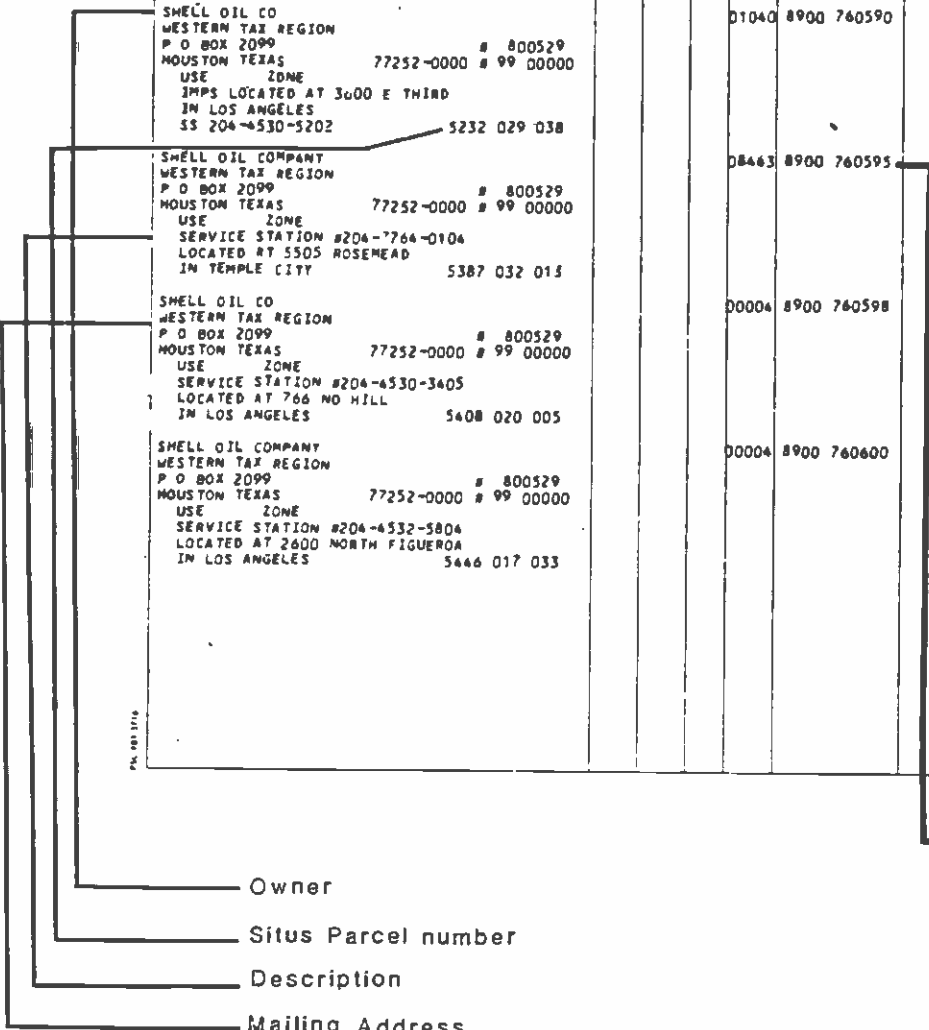 SHELL OIL CO 01040 8900 760590
WESTERN TAX REGION
P O BOX 2099 # 800529
HOUSTON TEXAS 77252-0000 # 99 00000
USE ZONE
IMPS LOCATED AT 3600 E THIRD
IN LOS ANGELES
SS 204-4530-5202 5232 029 038
SHELL OIL COMPANY 08463 8900 760595
WESTERN TAX REGION
P O BOX 2099 # 800529
HOUSTON TEXAS 77252-0000 # 99 00000
USE ZONE
SERVICE STATION #204-7764-0104
LOCATED AT 5505 ROSEMEAD
IN TEMPLE CITY 5387 032 013
SHELL OIL CO 00004 8900 760598
WESTERN TAX REGION
P O BOX 2099 # 800529
HOUSTON TEXAS 77252-0000 # 99 00000
USE ZONE
SERVICE STATION #204-4530-3405
LOCATED AT 766 NO HILL
IN LOS ANGELES 5408 020 005
SHELL OIL COMPANY 00004 8900 760600
WESTERN TAX REGION
P O BOX 2099 # 800529
HOUSTON TEXAS 77252-0000 # 99 00000
USE ZONE
SERVICE STATION #204-4532-5804
LOCATED AT 2600 NORTH FIGUEROA
IN LOS ANGELES 5446 017 033
Owner
Situs Parcel number
Description
Mailing Address